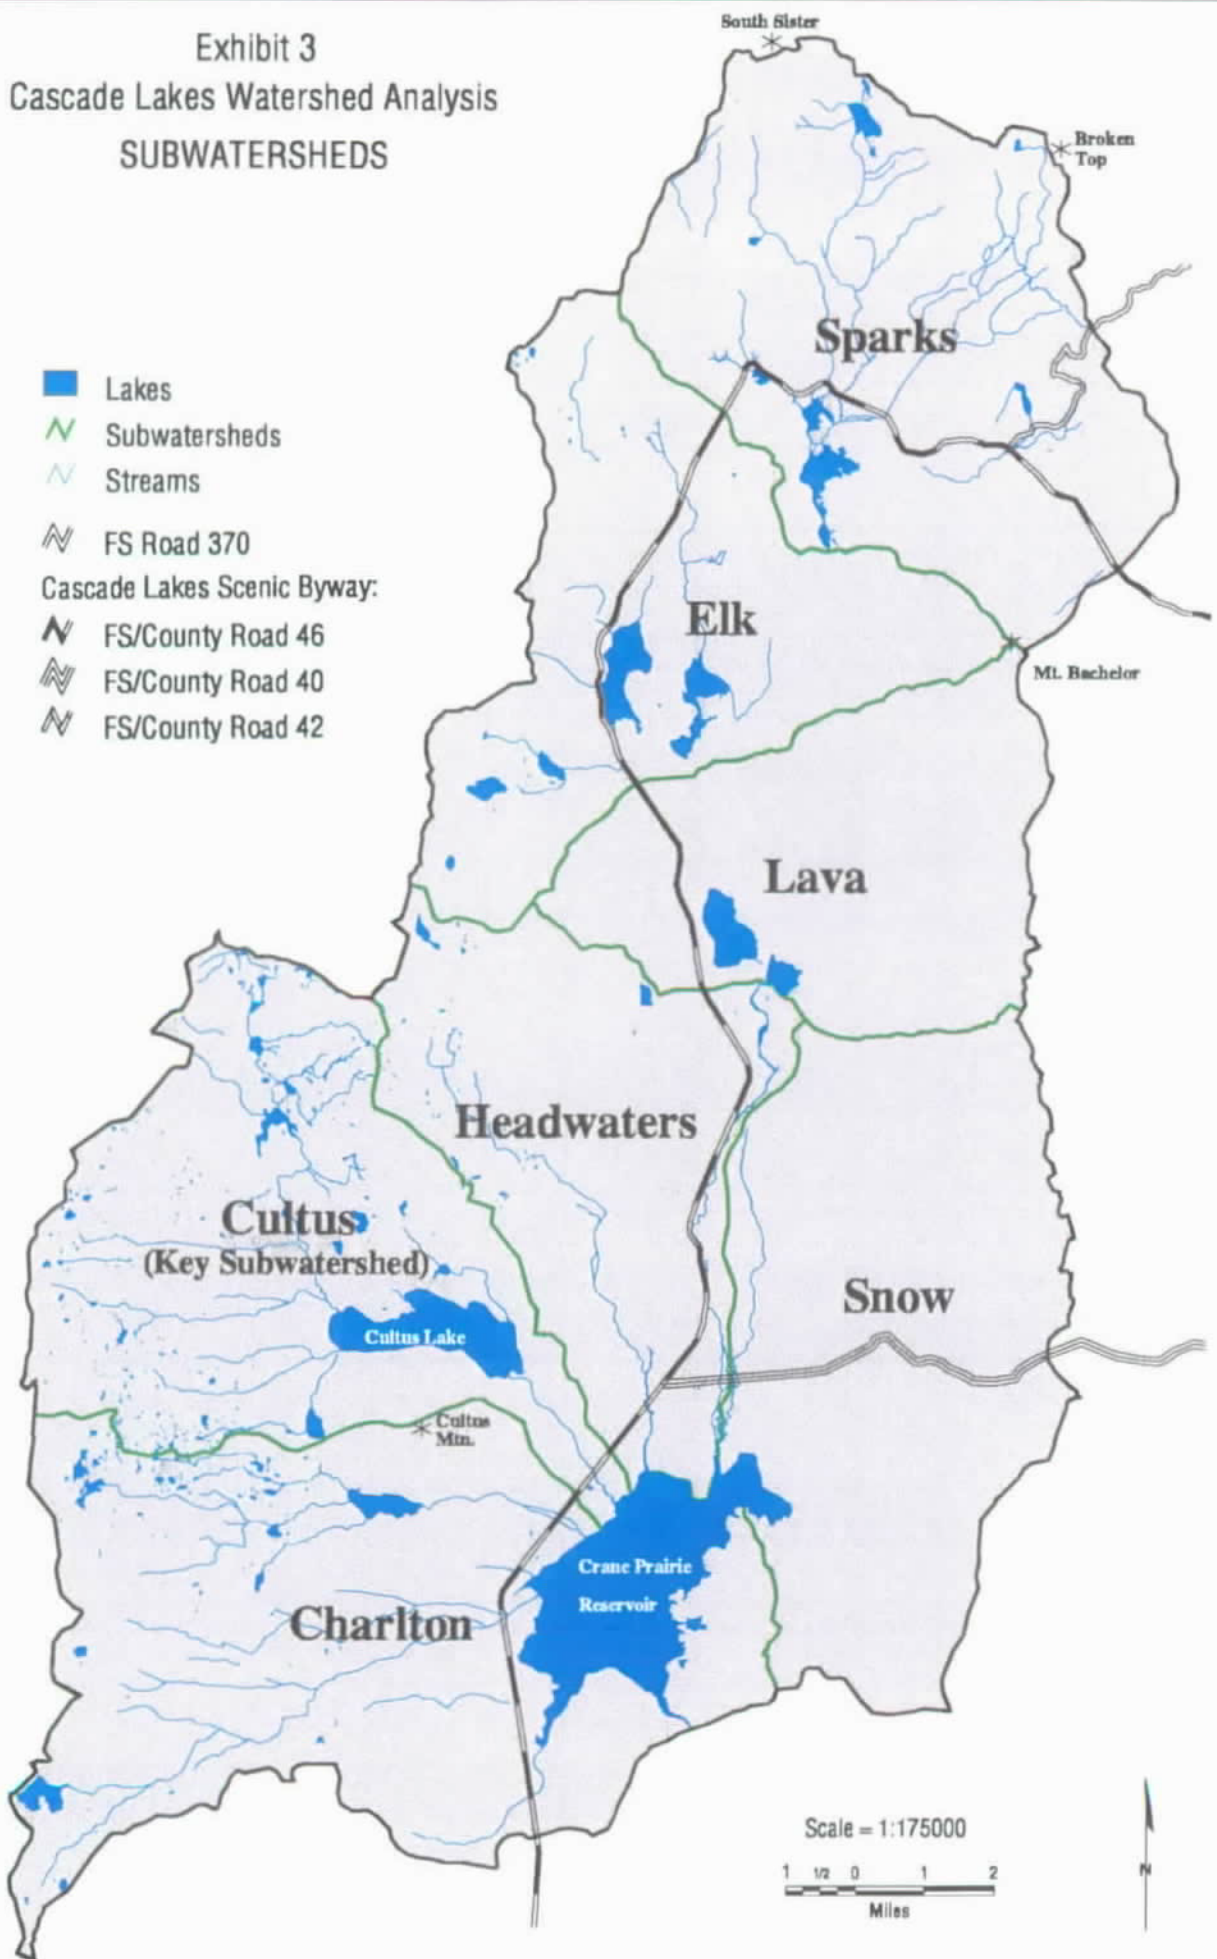 Exhibit 3
Cascade Lakes Watershed Analysis
SUBWATERSHEDS
South Sister
Broken
Top
Sparks
Lakes
Subwatersheds
Streams
FS Road 370
Cascade Lakes Scenic Byway:
FS/County Road 46
FS/County Road 40
FS/County Road 42
Elk
Mt. Bachelor
Lava
Headwaters
Cultus
(Key Subwatershed)
Snow
Cultus Lake
Cultus
Mtn.
Crane Prairie
Reservoir
Charlton
Scale = 1:175000
1 1/2 0 1 2
Miles
N